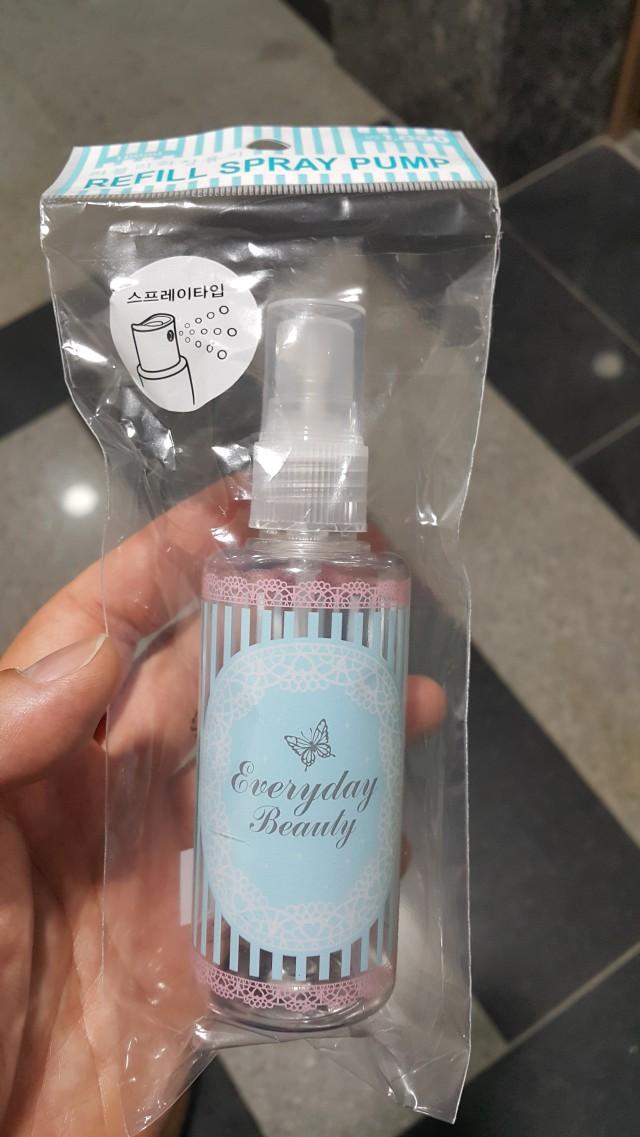 REFILL SPRAY PUMP
스프레이타입
Everyday
Beauty